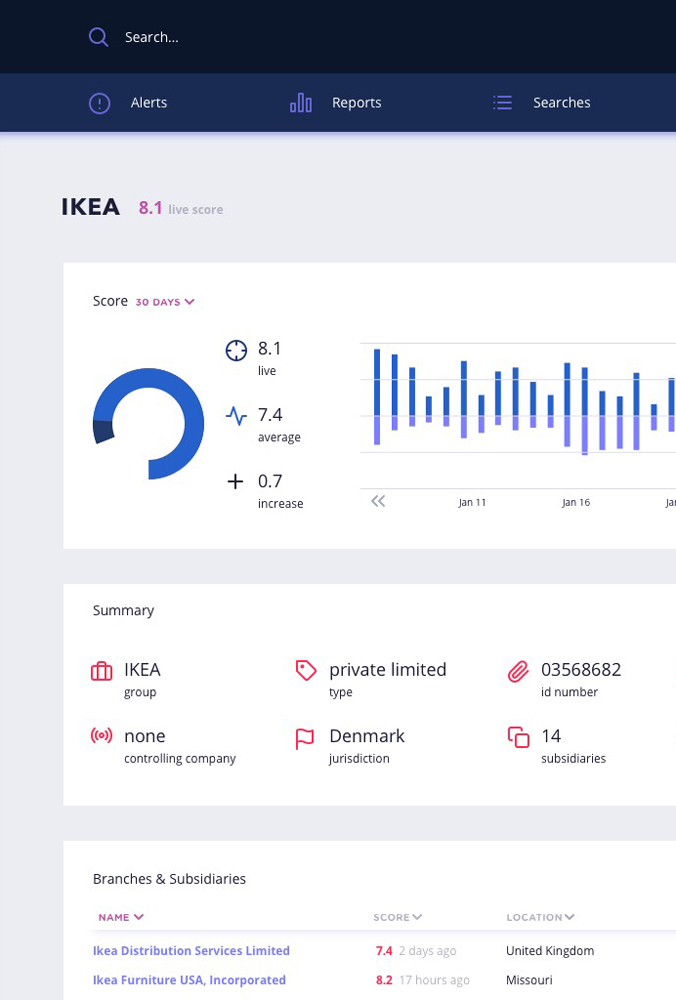 Search...
Alerts Reports Searches
IKEA 8.1 live score
Score 30 DAYS
8.1
live
7.4
average
0.7
increase
Jan 11 Jan 16
Summary
IKEA private limited 03568682
group type id number
none Denmark 14
controlling company jurisdiction subsidiaries
Branches & Subsidiaries
NAME SCORE LOCATION
Ikea Distribution Services Limited 7.4 2 days ago United Kingdom
Ikea Furniture USA, Incorporated 8.2 17 hours ago Missouri